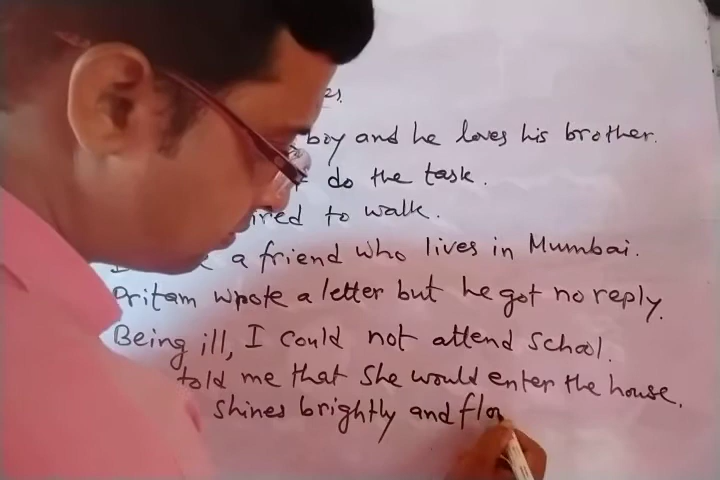 es.
boy and he loves his brother.
do the task.
ired to walk.
a friend who lives in Mumbai.
Pritam wrote a letter but he got no reply.
Being ill, I could not attend school.
told me that she would enter the house.
shines brightly and flo